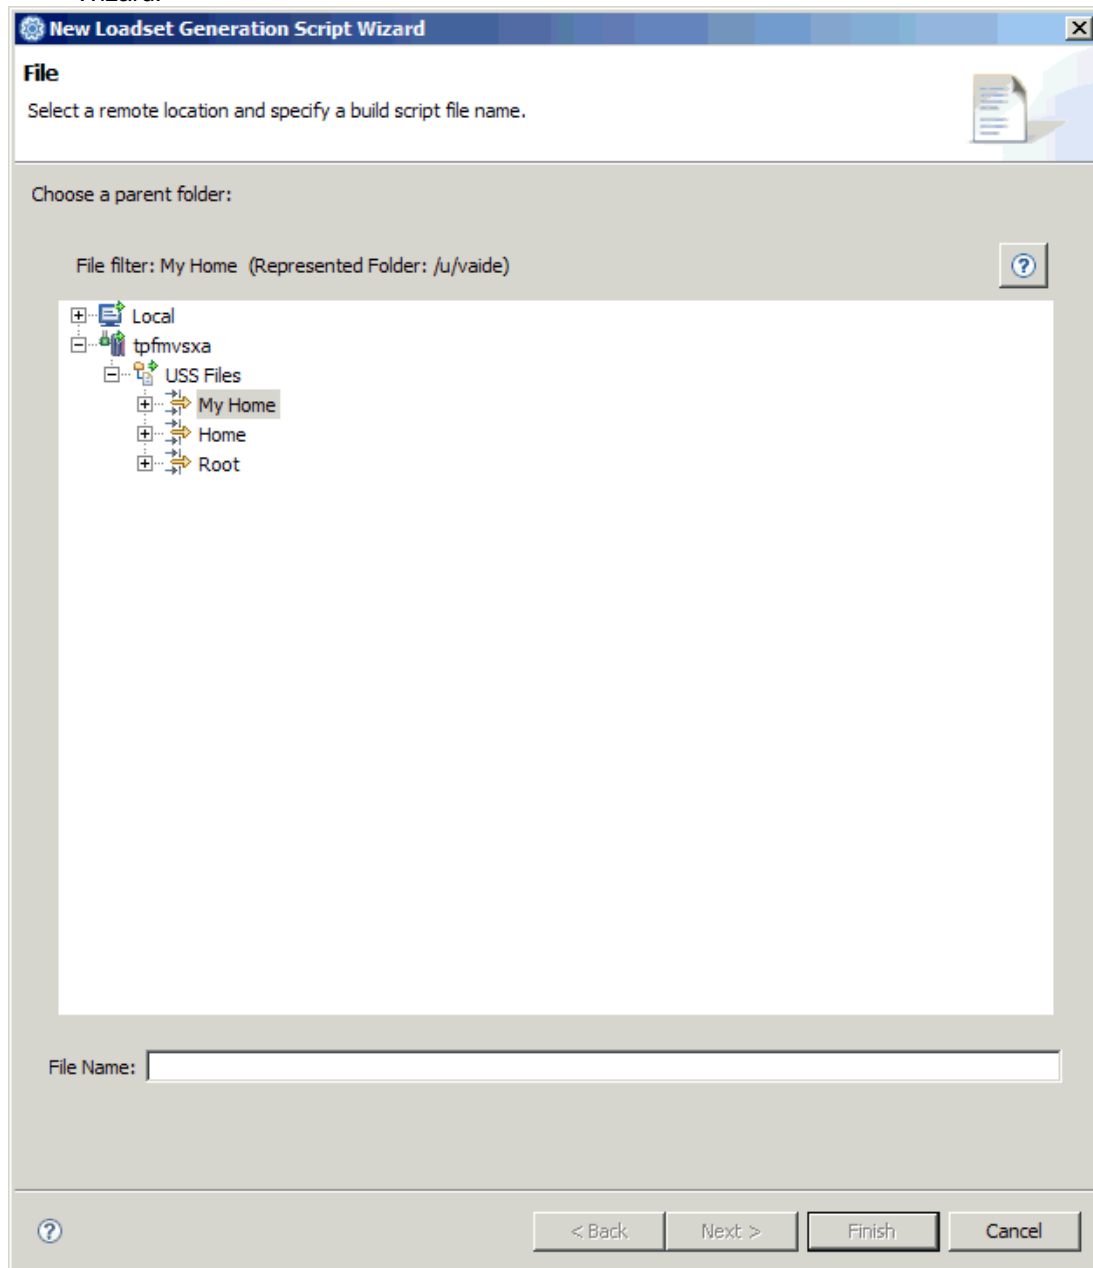 Wizard.
New Loadset Generation Script Wizard
File
Select a remote location and specify a build script file name.
Choose a parent folder:
File filter: My Home (Represented Folder: /u/vaide)
Local
tpfmvsxa
USS Files
My Home
Home
Root
File Name:
< Back Next > Finish Cancel